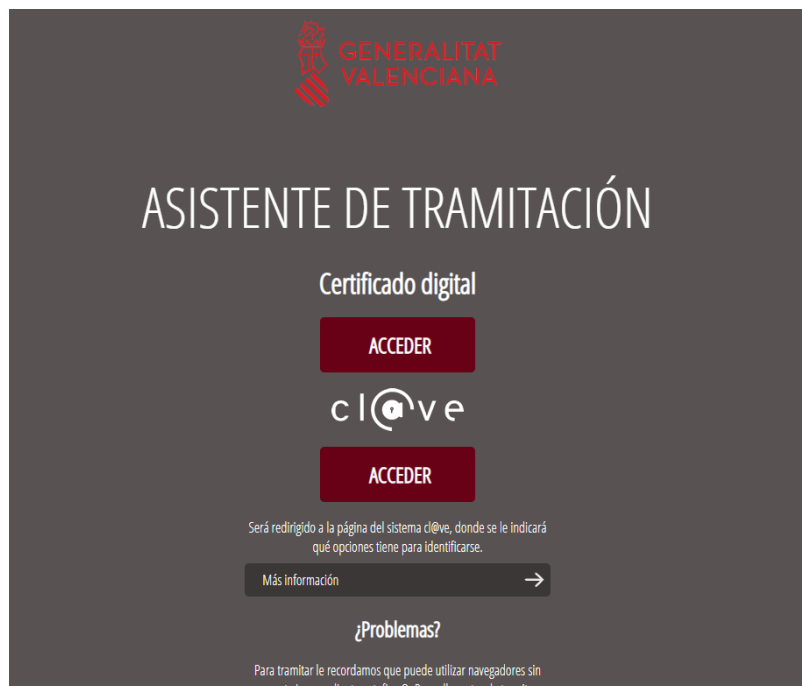 GENERALITAT
VALENCIANA
ASISTENTE DE TRAMITACIÓN
Certificado digital
ACCEDER
cl@ve
ACCEDER
Será redirigido a la página del sistema cl@ve, donde se le indicará
qué opciones tiene para identificarse.
Más información
¿Problemas?
Para tramitar le recordamos que puede utilizar navegadores sin